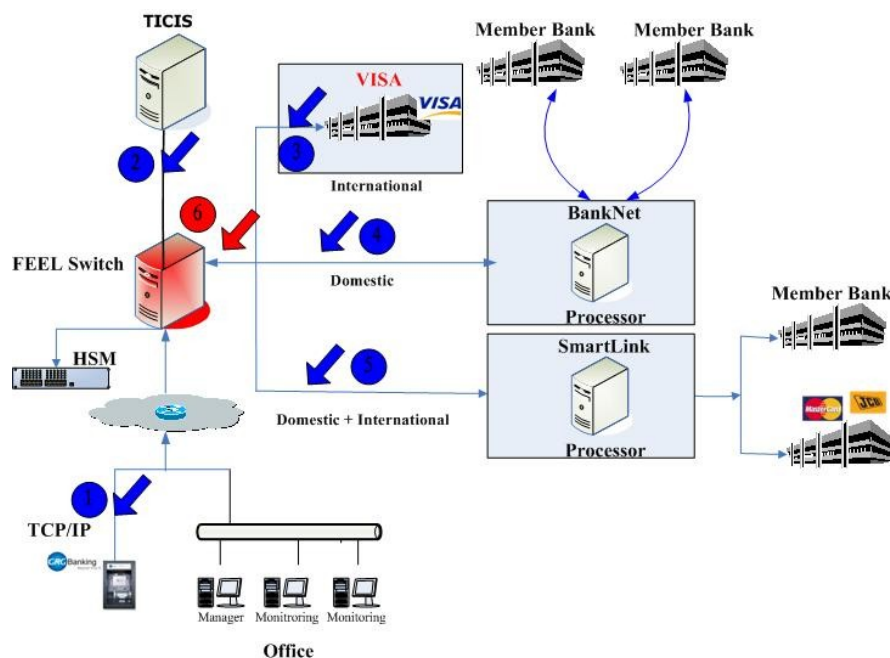 TICIS
Member Bank
Member Bank
VISA
VISA
2
3
International
6
4
BankNet
FEEL Switch
Domestic
Processor
Member Bank
HSM
SmartLink
5
Domestic + International
Processor
MasterCard
JCB
1
TCP/IP
GRGBanking
Manager
Monitroring
Monitoring
Office